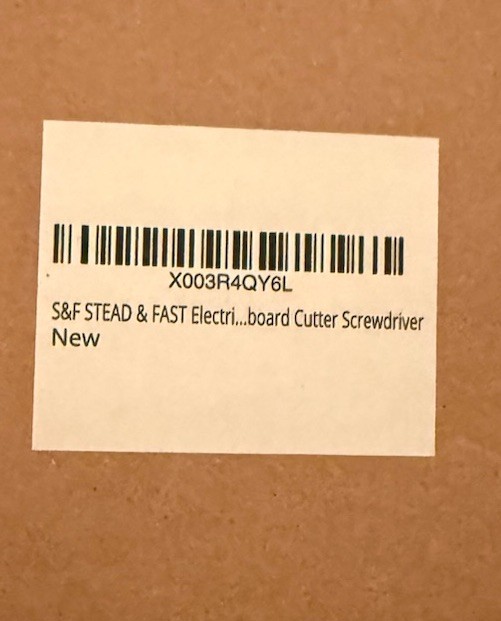 X003R4QY6L
S&F STEAD & FAST Electri...board Cutter Screwdriver
New